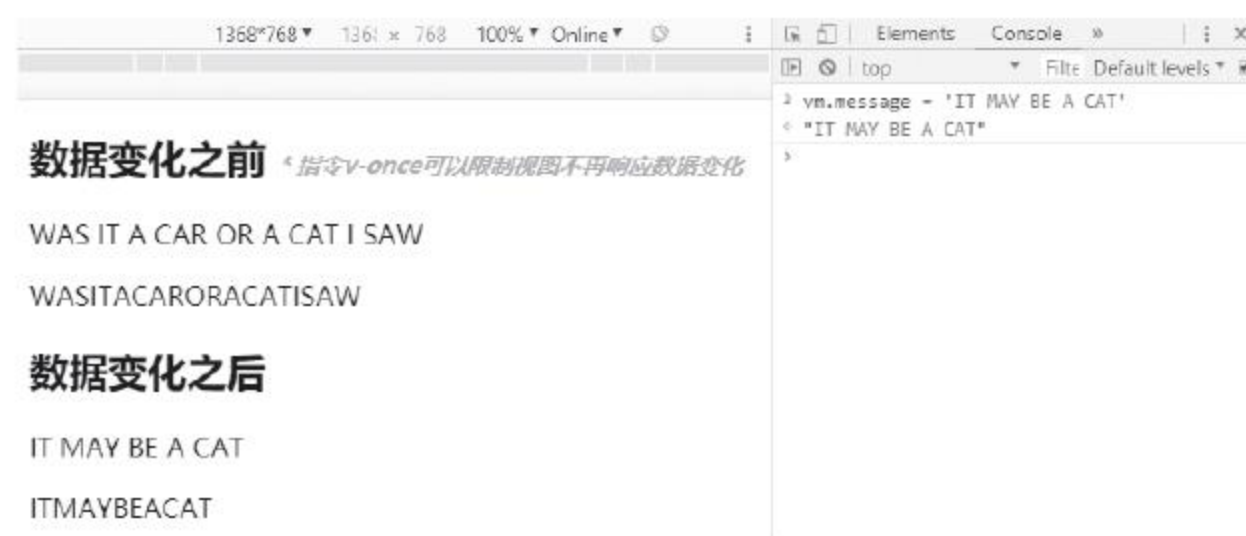 1368*768 ▼ 1368 × 768 100% ▼ Online ▼
Elements Console »
top ▼ Filte Default levels ▼
> vm.message = 'IT MAY BE A CAT'
< "IT MAY BE A CAT"
>
数据变化之前 * 指令v-once可以限制视图不再响应数据变化
WAS IT A CAR OR A CAT I SAW
WASITACARORACATISAW
数据变化之后
IT MAY BE A CAT
ITMAYBEACAT